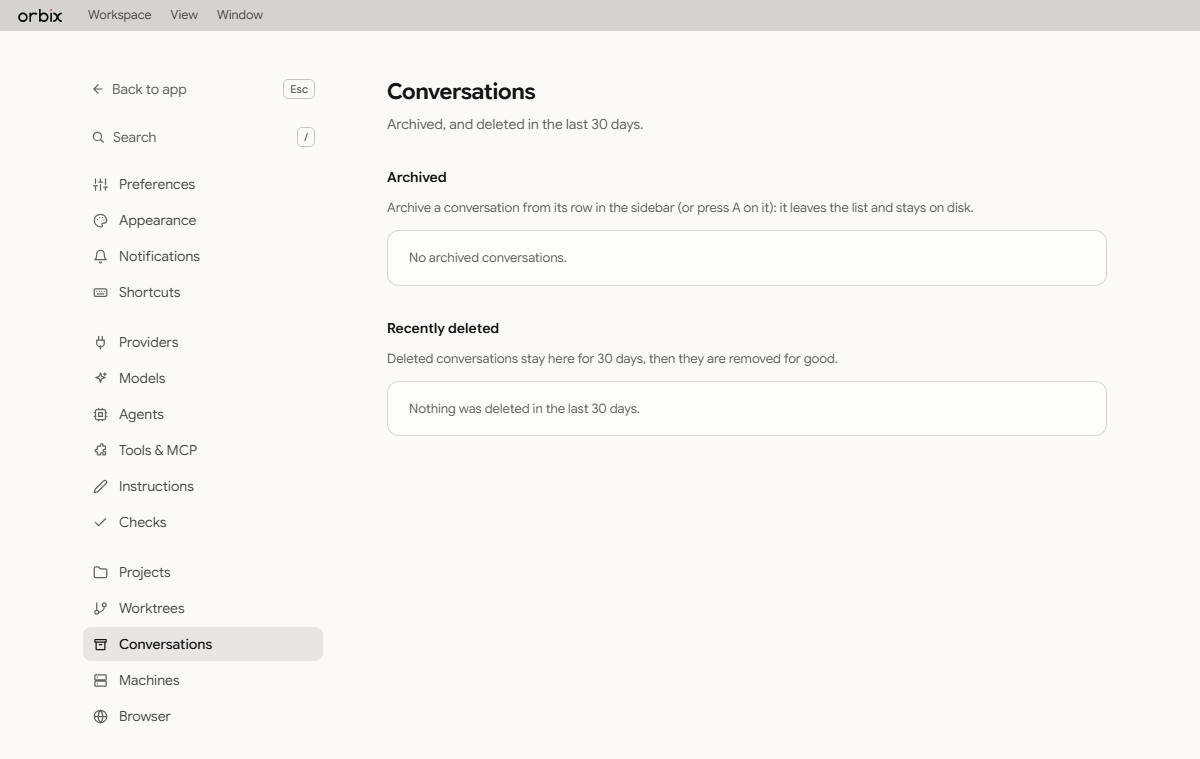 orbix Workspace View Window
Back to app Esc
Search /
Preferences
Appearance
Notifications
Shortcuts
Providers
Models
Agents
Tools & MCP
Instructions
Checks
Projects
Worktrees
Conversations
Machines
Browser
Conversations
Archived, and deleted in the last 30 days.
Archived
Archive a conversation from its row in the sidebar (or press A on it): it leaves the list and stays on disk.
No archived conversations.
Recently deleted
Deleted conversations stay here for 30 days, then they are removed for good.
Nothing was deleted in the last 30 days.